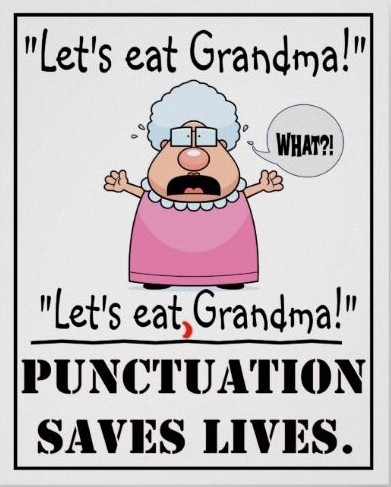 "Let's eat Grandma!"
WHAT?!
"Let's eat, Grandma!"
PUNCTUATION
SAVES LIVES.